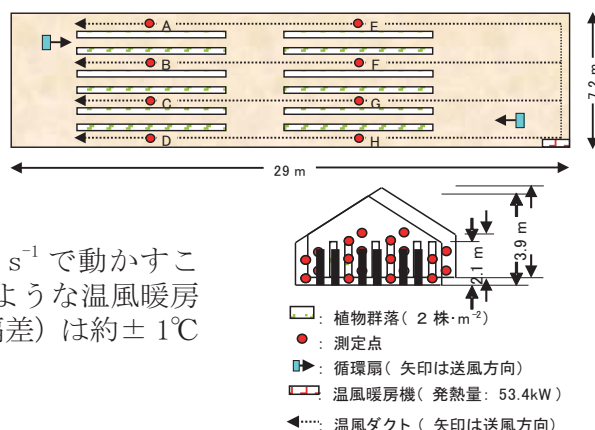 A
E
B
F
C
G
D
H
7.2 m
29 m
s⁻¹ で動かすこ
ような温風暖房
偏差）は約± 1℃
2.1 m
3.9 m
: 植物群落( 2 株･m⁻²)
: 測定点
: 循環扇( 矢印は送風方向)
: 温風暖房機( 発熱量: 53.4kW )
: 温風ダクト ( 矢印は送風方向)